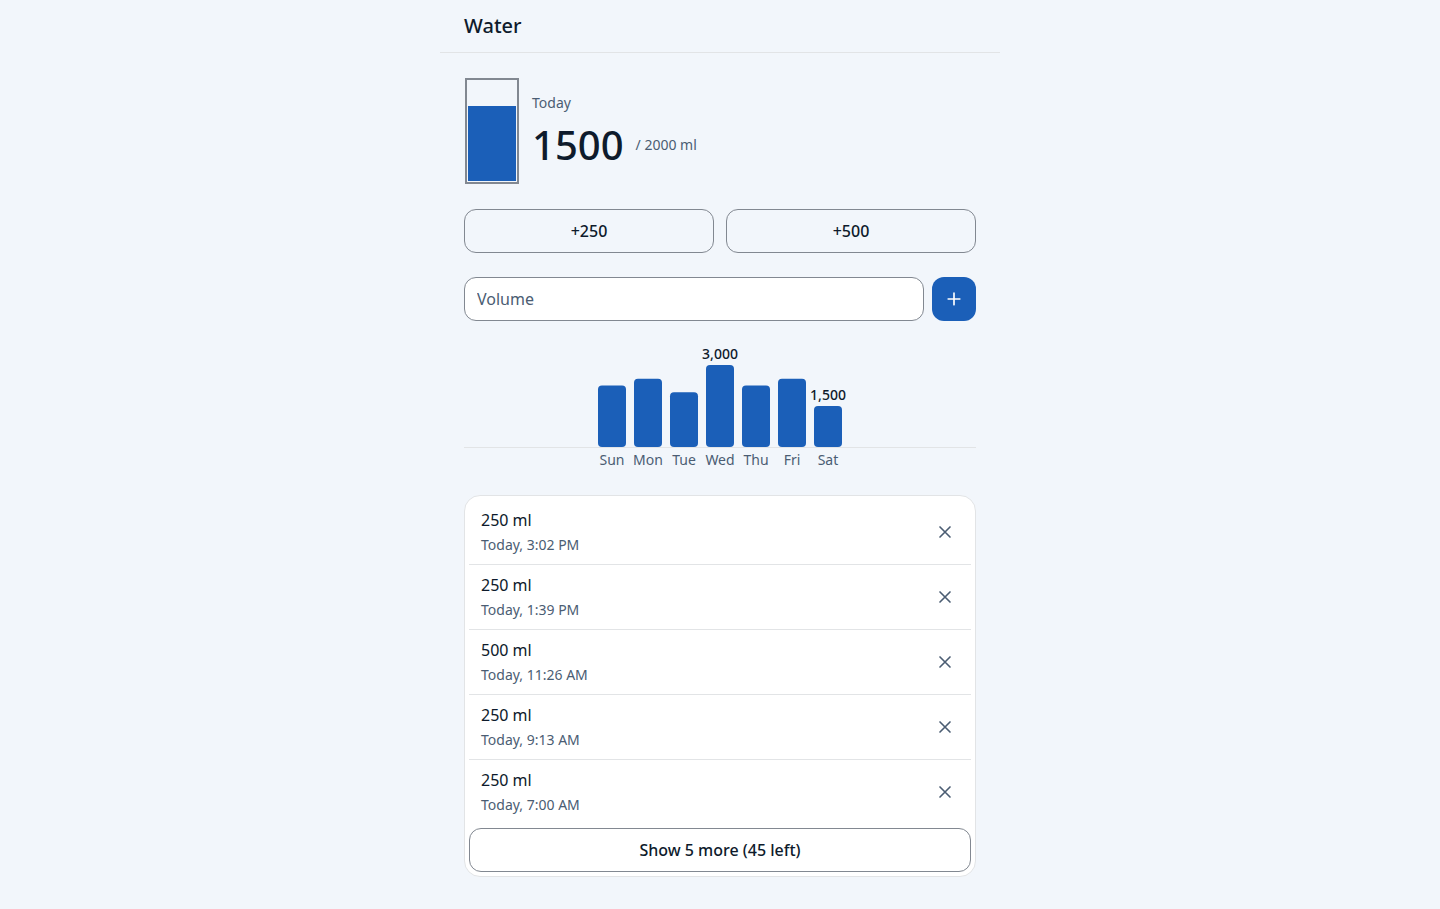 Water
Today
1500 / 2000 ml
+250 +500
Volume
3,000
1,500
Sun Mon Tue Wed Thu Fri Sat
250 ml
Today, 3:02 PM
250 ml
Today, 1:39 PM
500 ml
Today, 11:26 AM
250 ml
Today, 9:13 AM
250 ml
Today, 7:00 AM
Show 5 more (45 left)